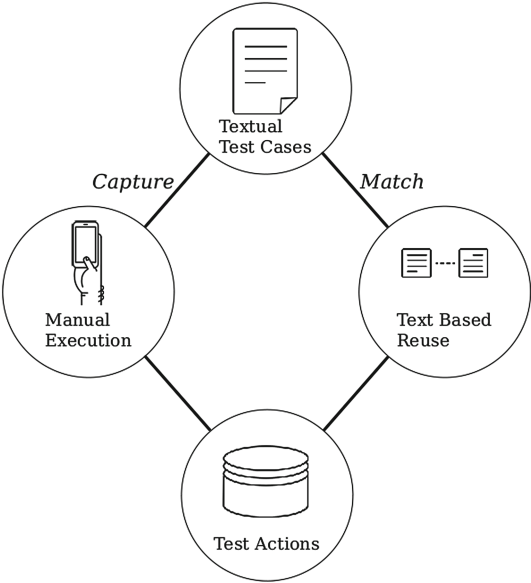 Textual
Test Cases
Capture
Match
Manual
Execution
Text Based
Reuse
Test Actions